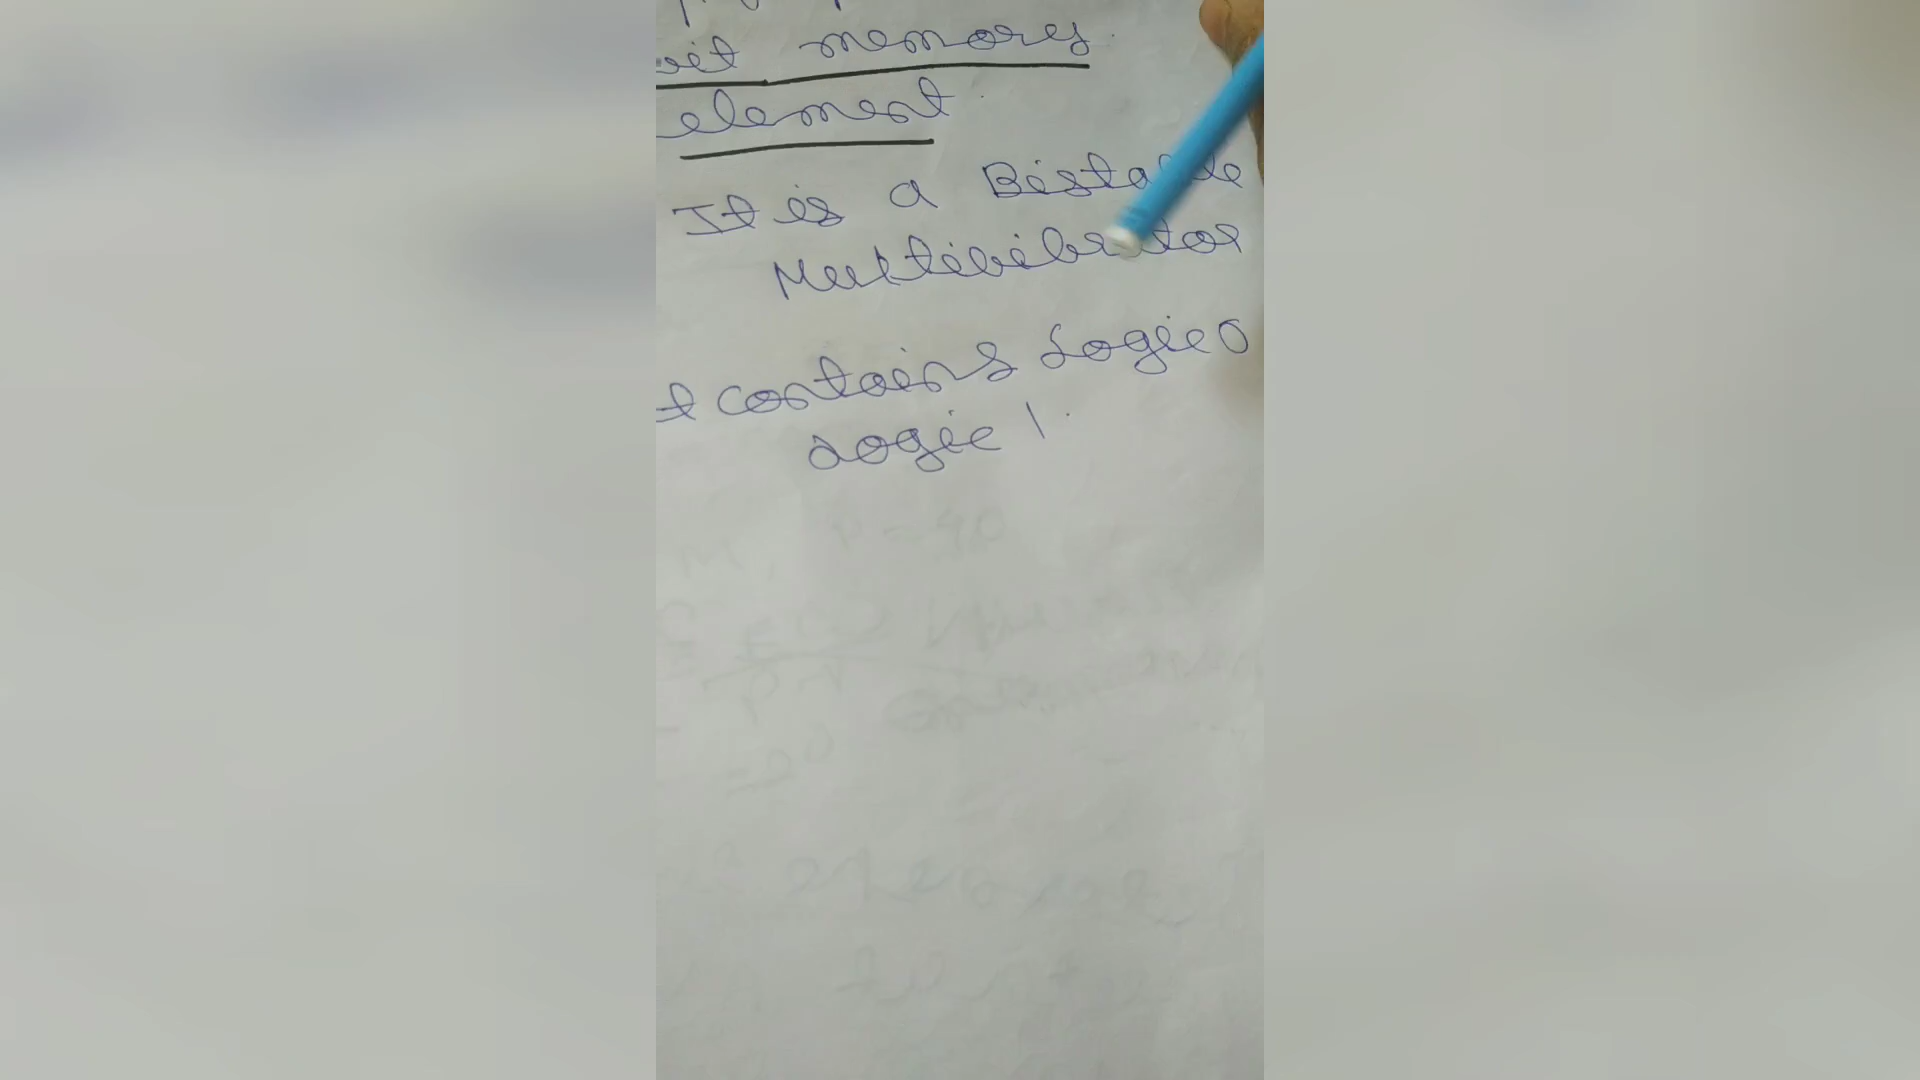 memory
element
It is a Bistable
Multivibrator
contains Logic 0
Logic 1.